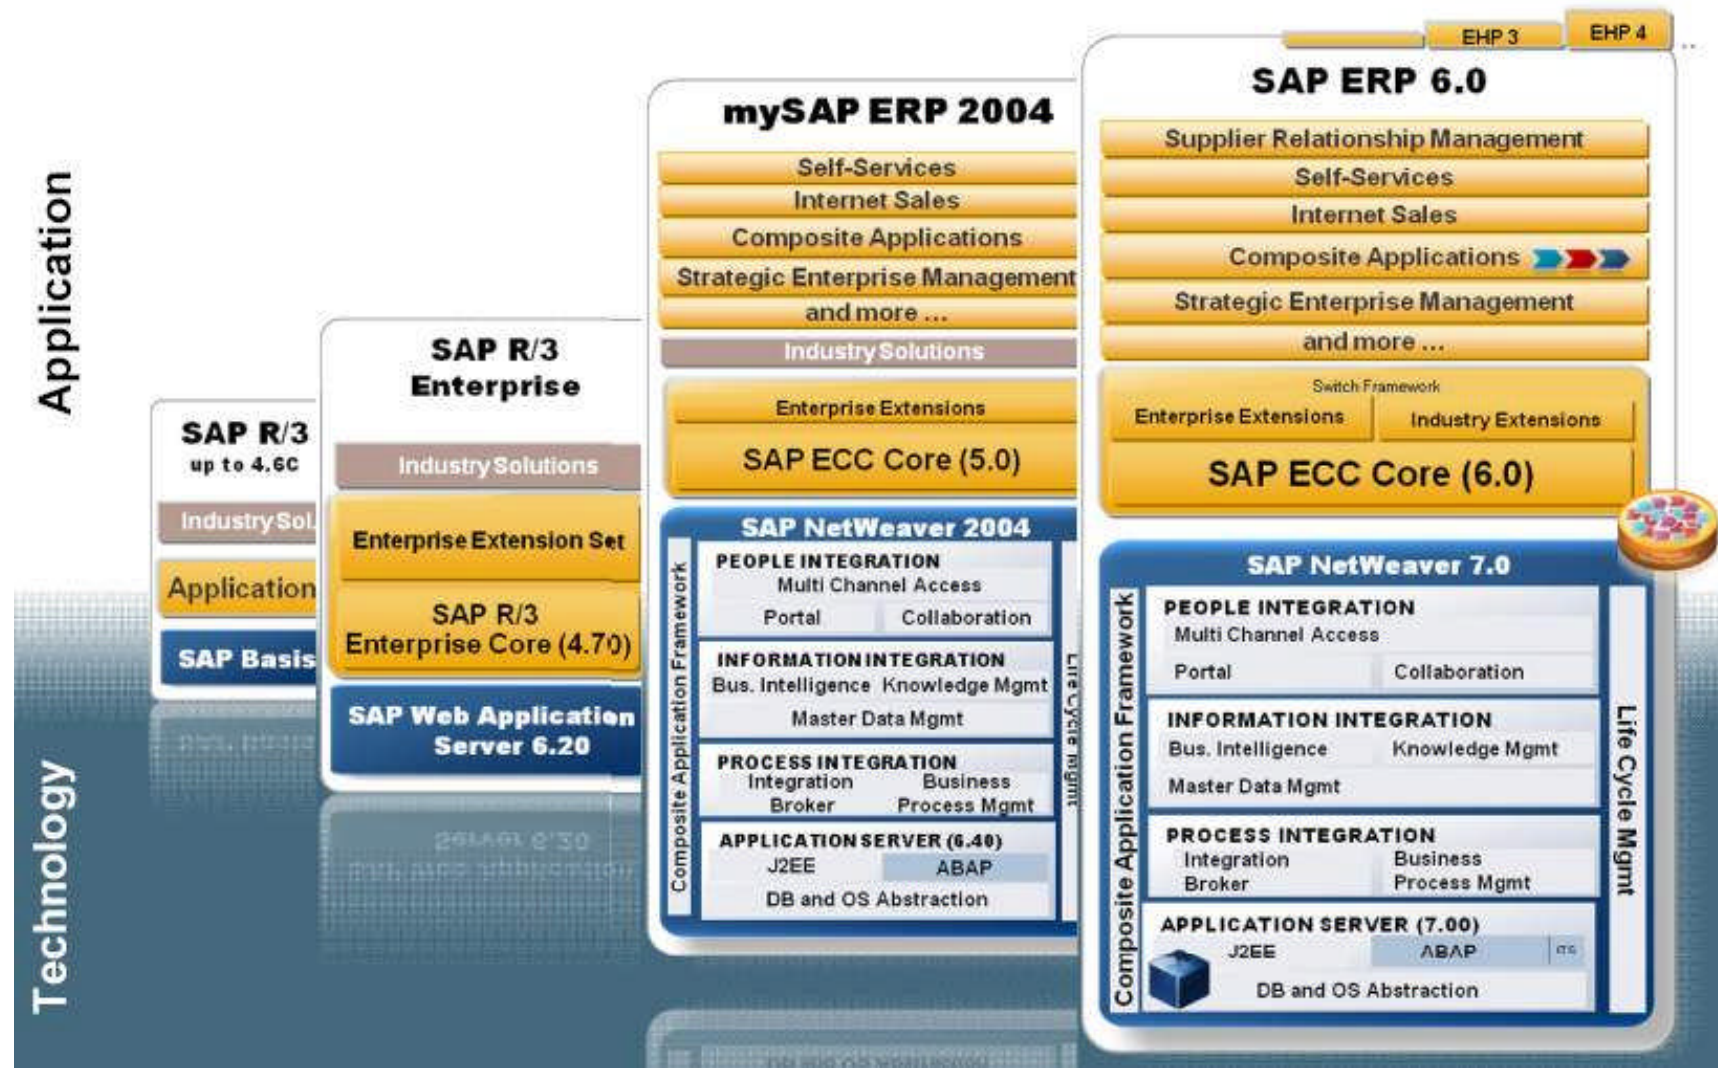 Application
Technology
SAP R/3
up to 4.6C
Industry Sol.
Application
SAP Basis
SAP R/3
Enterprise
Industry Solutions
Enterprise Extension Set
SAP R/3
Enterprise Core (4.70)
SAP Web Application
Server 6.20
mySAP ERP 2004
Self-Services
Internet Sales
Composite Applications
Strategic Enterprise Management
and more ...
Industry Solutions
Enterprise Extensions
SAP ECC Core (5.0)
SAP NetWeaver 2004
Composite Application Framework
PEOPLE INTEGRATION
Multi Channel Access
Portal Collaboration
INFORMATION INTEGRATION
Bus. Intelligence Knowledge Mgmt
Master Data Mgmt
PROCESS INTEGRATION
Integration Business
Broker Process Mgmt
APPLICATION SERVER (6.40)
J2EE ABAP
DB and OS Abstraction
Life Cycle Mgmt
EHP 3
EHP 4
..
SAP ERP 6.0
Supplier Relationship Management
Self-Services
Internet Sales
Composite Applications
Strategic Enterprise Management
and more ...
Switch Framework
Enterprise Extensions Industry Extensions
SAP ECC Core (6.0)
SAP NetWeaver 7.0
Composite Application Framework
PEOPLE INTEGRATION
Multi Channel Access
Portal Collaboration
INFORMATION INTEGRATION
Bus. Intelligence Knowledge Mgmt
Master Data Mgmt
PROCESS INTEGRATION
Integration Business
Broker Process Mgmt
APPLICATION SERVER (7.00)
J2EE ABAP
DB and OS Abstraction
Life Cycle Mgmt